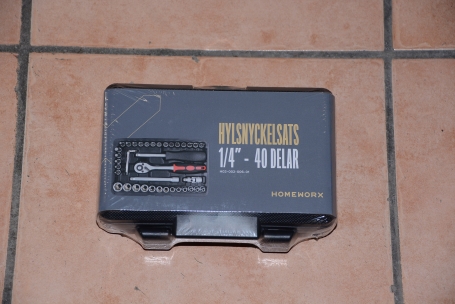 HYLSNYCKELSATS
1/4" - 40 DELAR
HOMEWORX